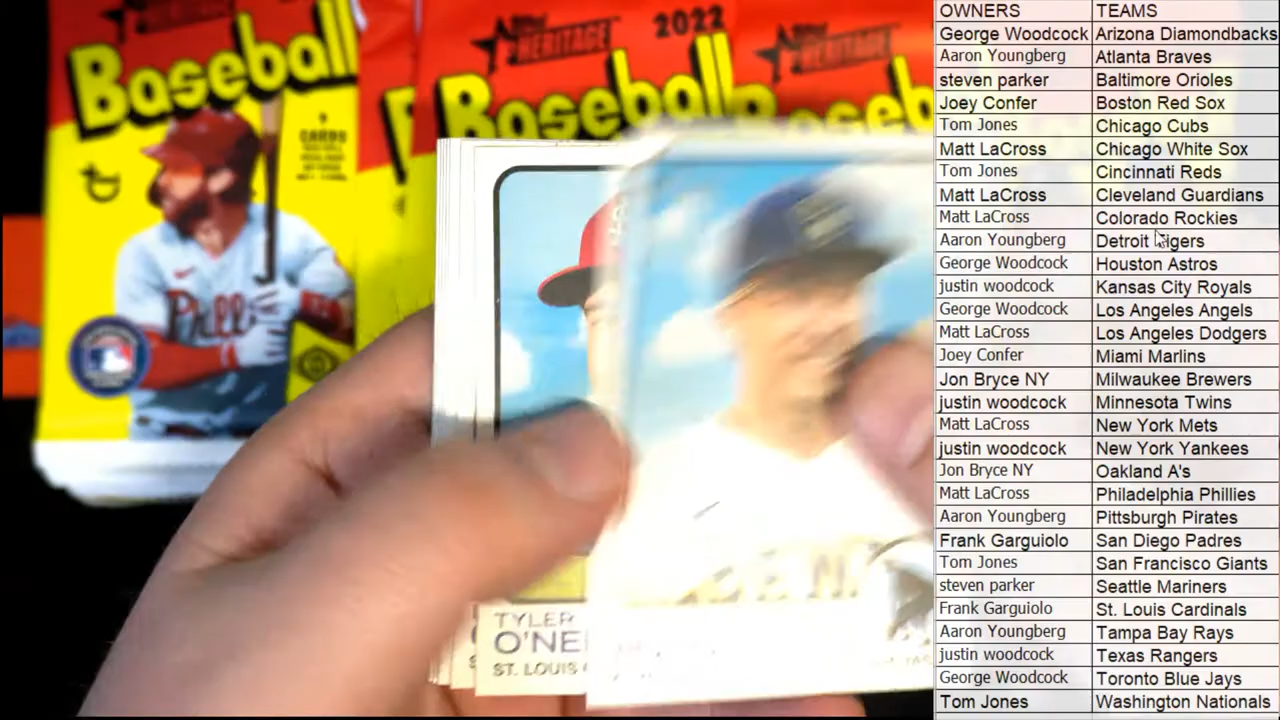 Baseball
9
CARDS
HERITAGE
2022
Baseball
HERITAGE
Phill
TYLER
O'NE
ST. LOUIS
OWNERS TEAMS
George Woodcock Arizona Diamondbacks
Aaron Youngberg Atlanta Braves
steven parker Baltimore Orioles
Joey Confer Boston Red Sox
Tom Jones Chicago Cubs
Matt LaCross Chicago White Sox
Tom Jones Cincinnati Reds
Matt LaCross Cleveland Guardians
Matt LaCross Colorado Rockies
Aaron Youngberg Detroit Tigers
George Woodcock Houston Astros
justin woodcock Kansas City Royals
George Woodcock Los Angeles Angels
Matt LaCross Los Angeles Dodgers
Joey Confer Miami Marlins
Jon Bryce NY Milwaukee Brewers
justin woodcock Minnesota Twins
Matt LaCross New York Mets
justin woodcock New York Yankees
Jon Bryce NY Oakland A's
Matt LaCross Philadelphia Phillies
Aaron Youngberg Pittsburgh Pirates
Frank Garguiolo San Diego Padres
Tom Jones San Francisco Giants
steven parker Seattle Mariners
Frank Garguiolo St. Louis Cardinals
Aaron Youngberg Tampa Bay Rays
justin woodcock Texas Rangers
George Woodcock Toronto Blue Jays
Tom Jones Washington Nationals